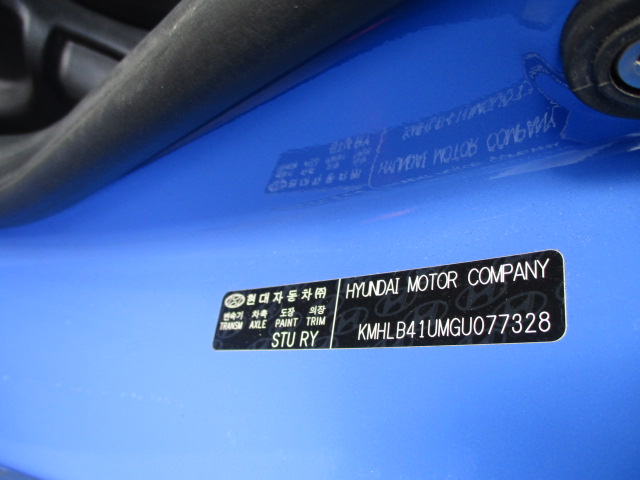 현대자동차㈜
변속기 차축 도장 의장
TRANSM AXLE PAINT TRIM
STU RY
HYUNDAI MOTOR COMPANY
KMHLB41UMGU077328